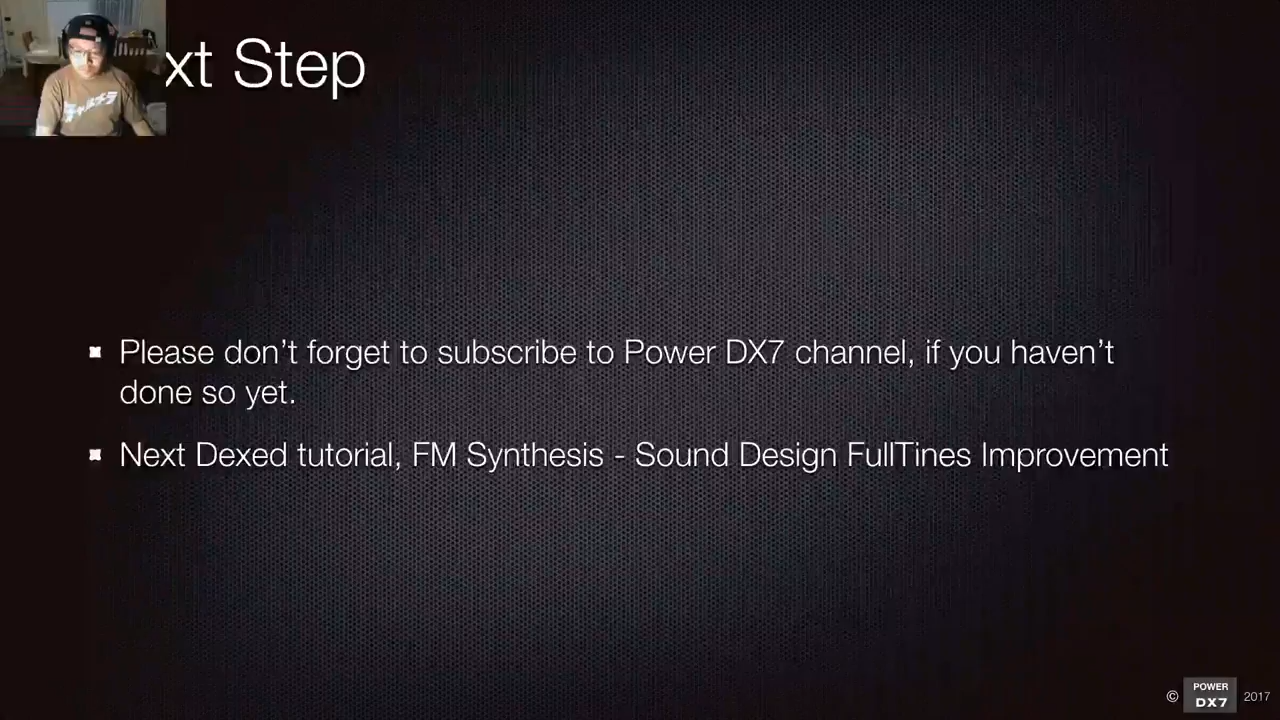 xt Step
Please don't forget to subscribe to Power DX7 channel, if you haven't
done so yet.
Next Dexed tutorial, FM Synthesis - Sound Design FullTines Improvement
© POWER DX7 2017